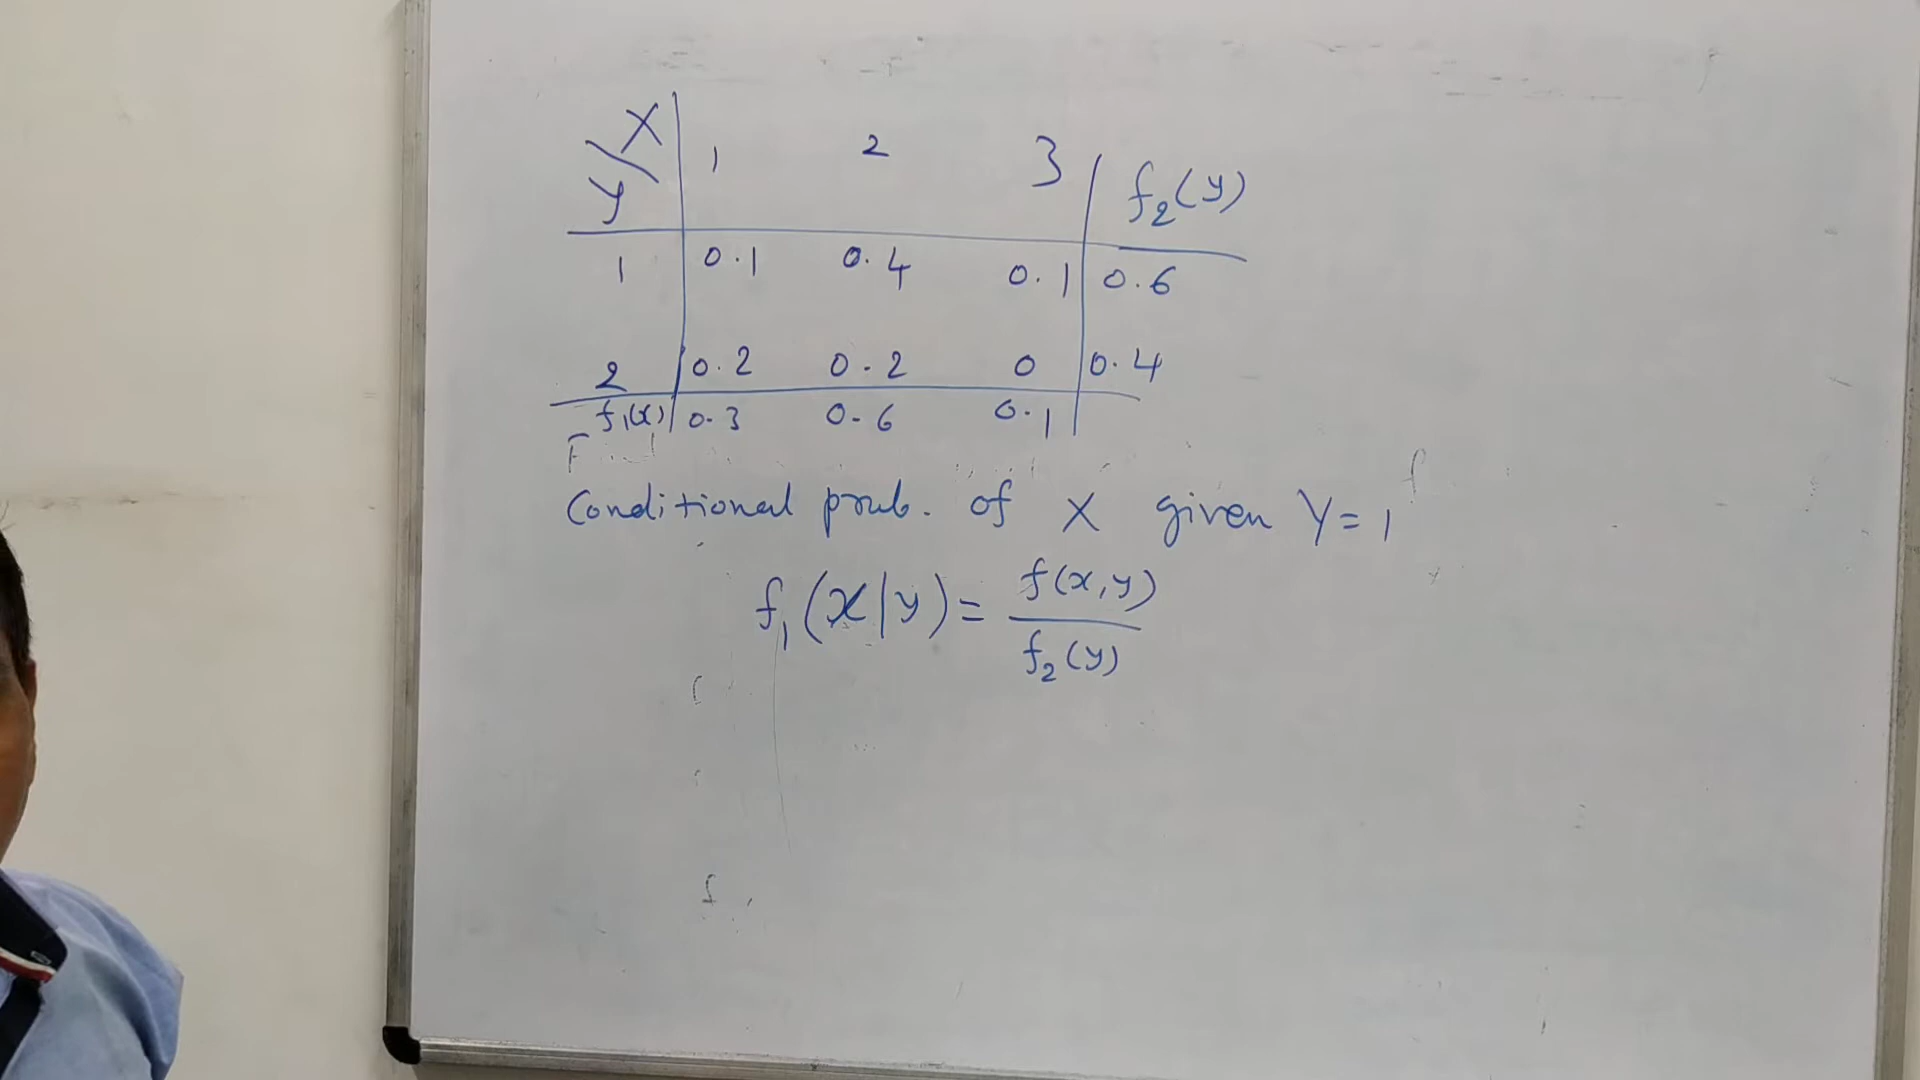 X 1 2 3 f₂(y)
Y
1 0.1 0.4 0.1 0.6
2 0.2 0.2 0 0.4
f₁(x) 0.3 0.6 0.1
Conditional prob. of X given Y = 1
f₁(x|y) = f(x,y) / f₂(y)